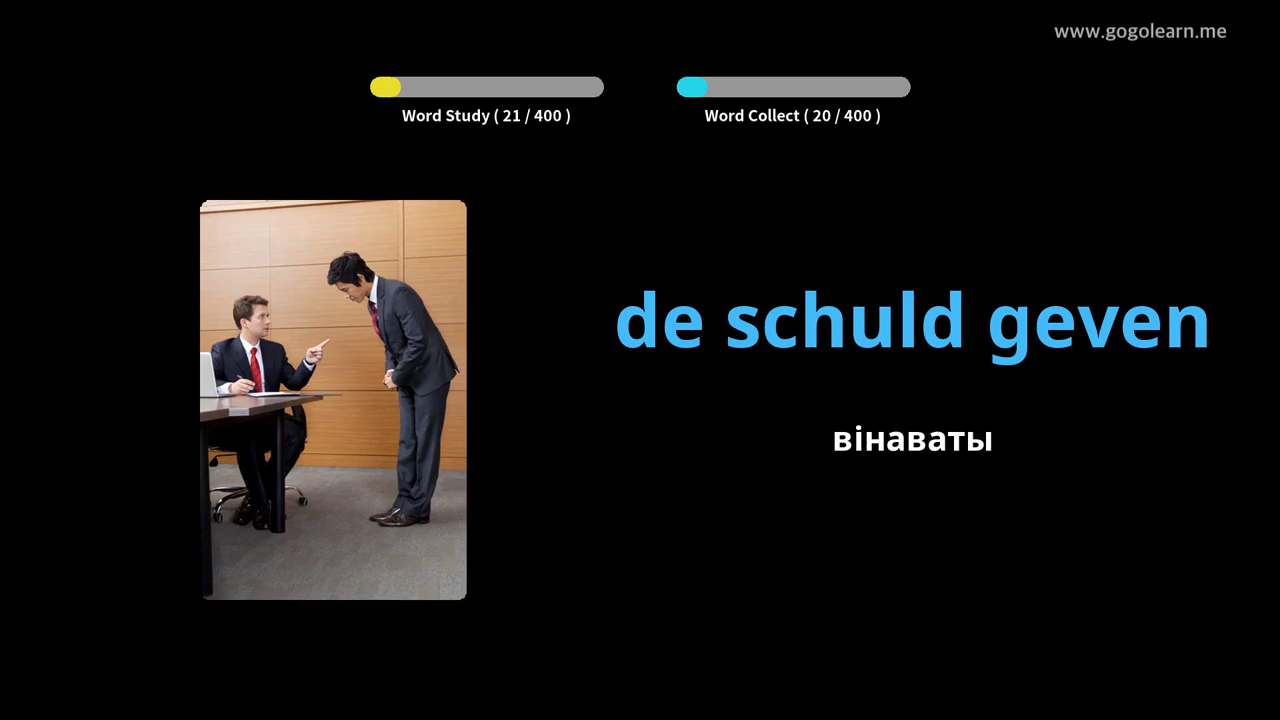 www.gogolearn.me
Word Study ( 21 / 400 )
Word Collect ( 20 / 400 )
de schuld geven
вінаваты